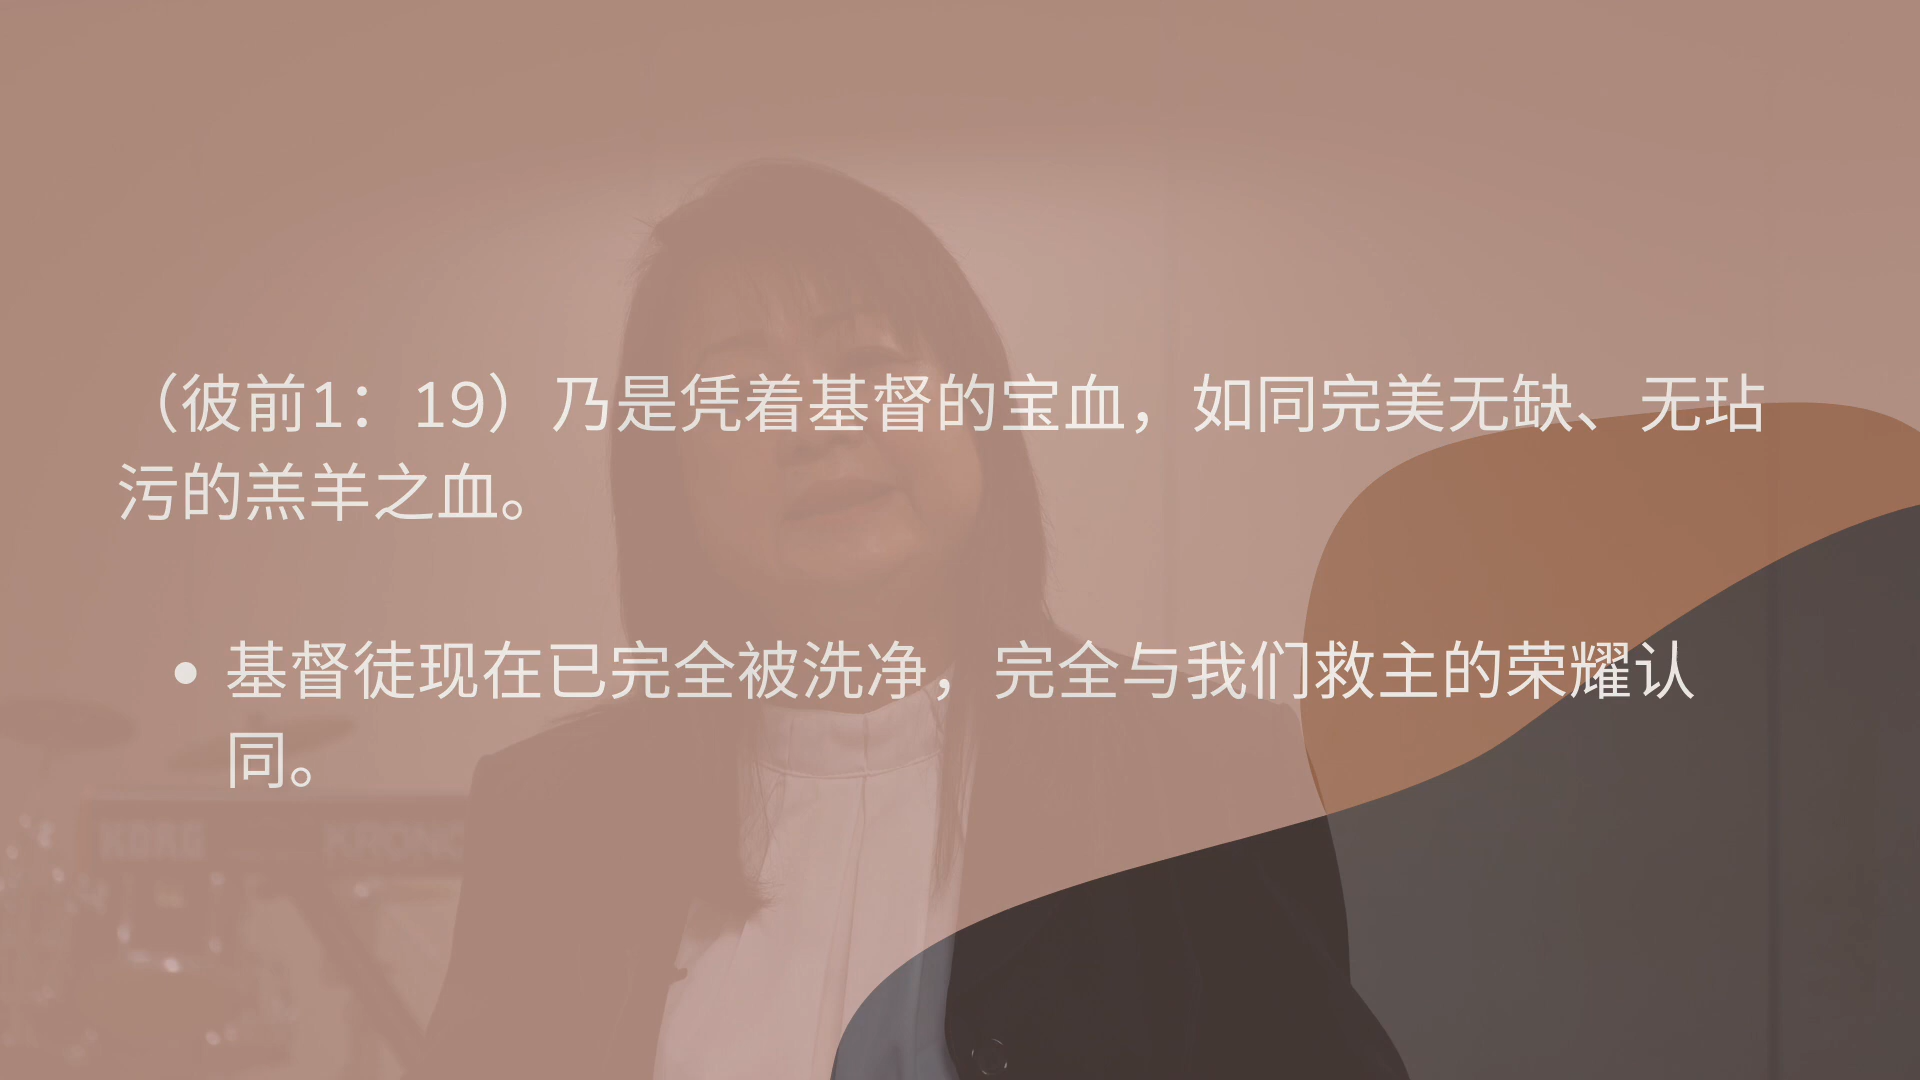 （彼前1：19）乃是凭着基督的宝血，如同完美无缺、无玷
污的羔羊之血。
• 基督徒现在已完全被洗净，完全与我们救主的荣耀认
同。
KORG
KRONO